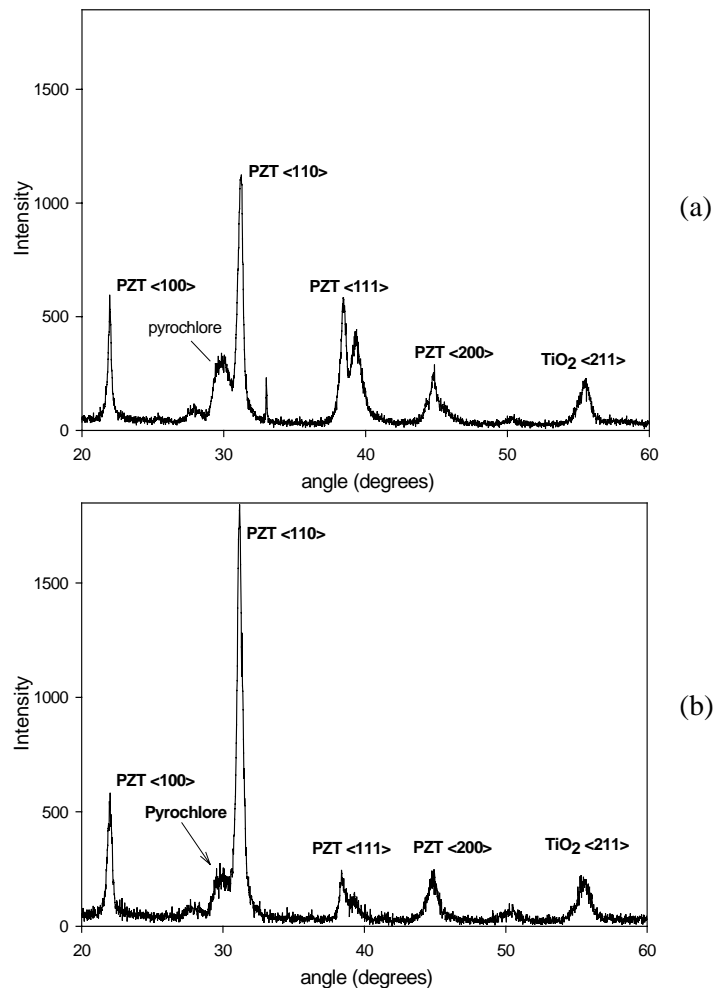 1500
1000
500
0
Intensity
PZT <110>
PZT <100>
PZT <111>
pyrochlore
PZT <200>
TiO2 <211>
20 30 40 50 60
angle (degrees)
(a)
1500
1000
500
0
Intensity
PZT <110>
PZT <100>
Pyrochlore
PZT <111> PZT <200> TiO2 <211>
20 30 40 50 60
angle (degrees)
(b)